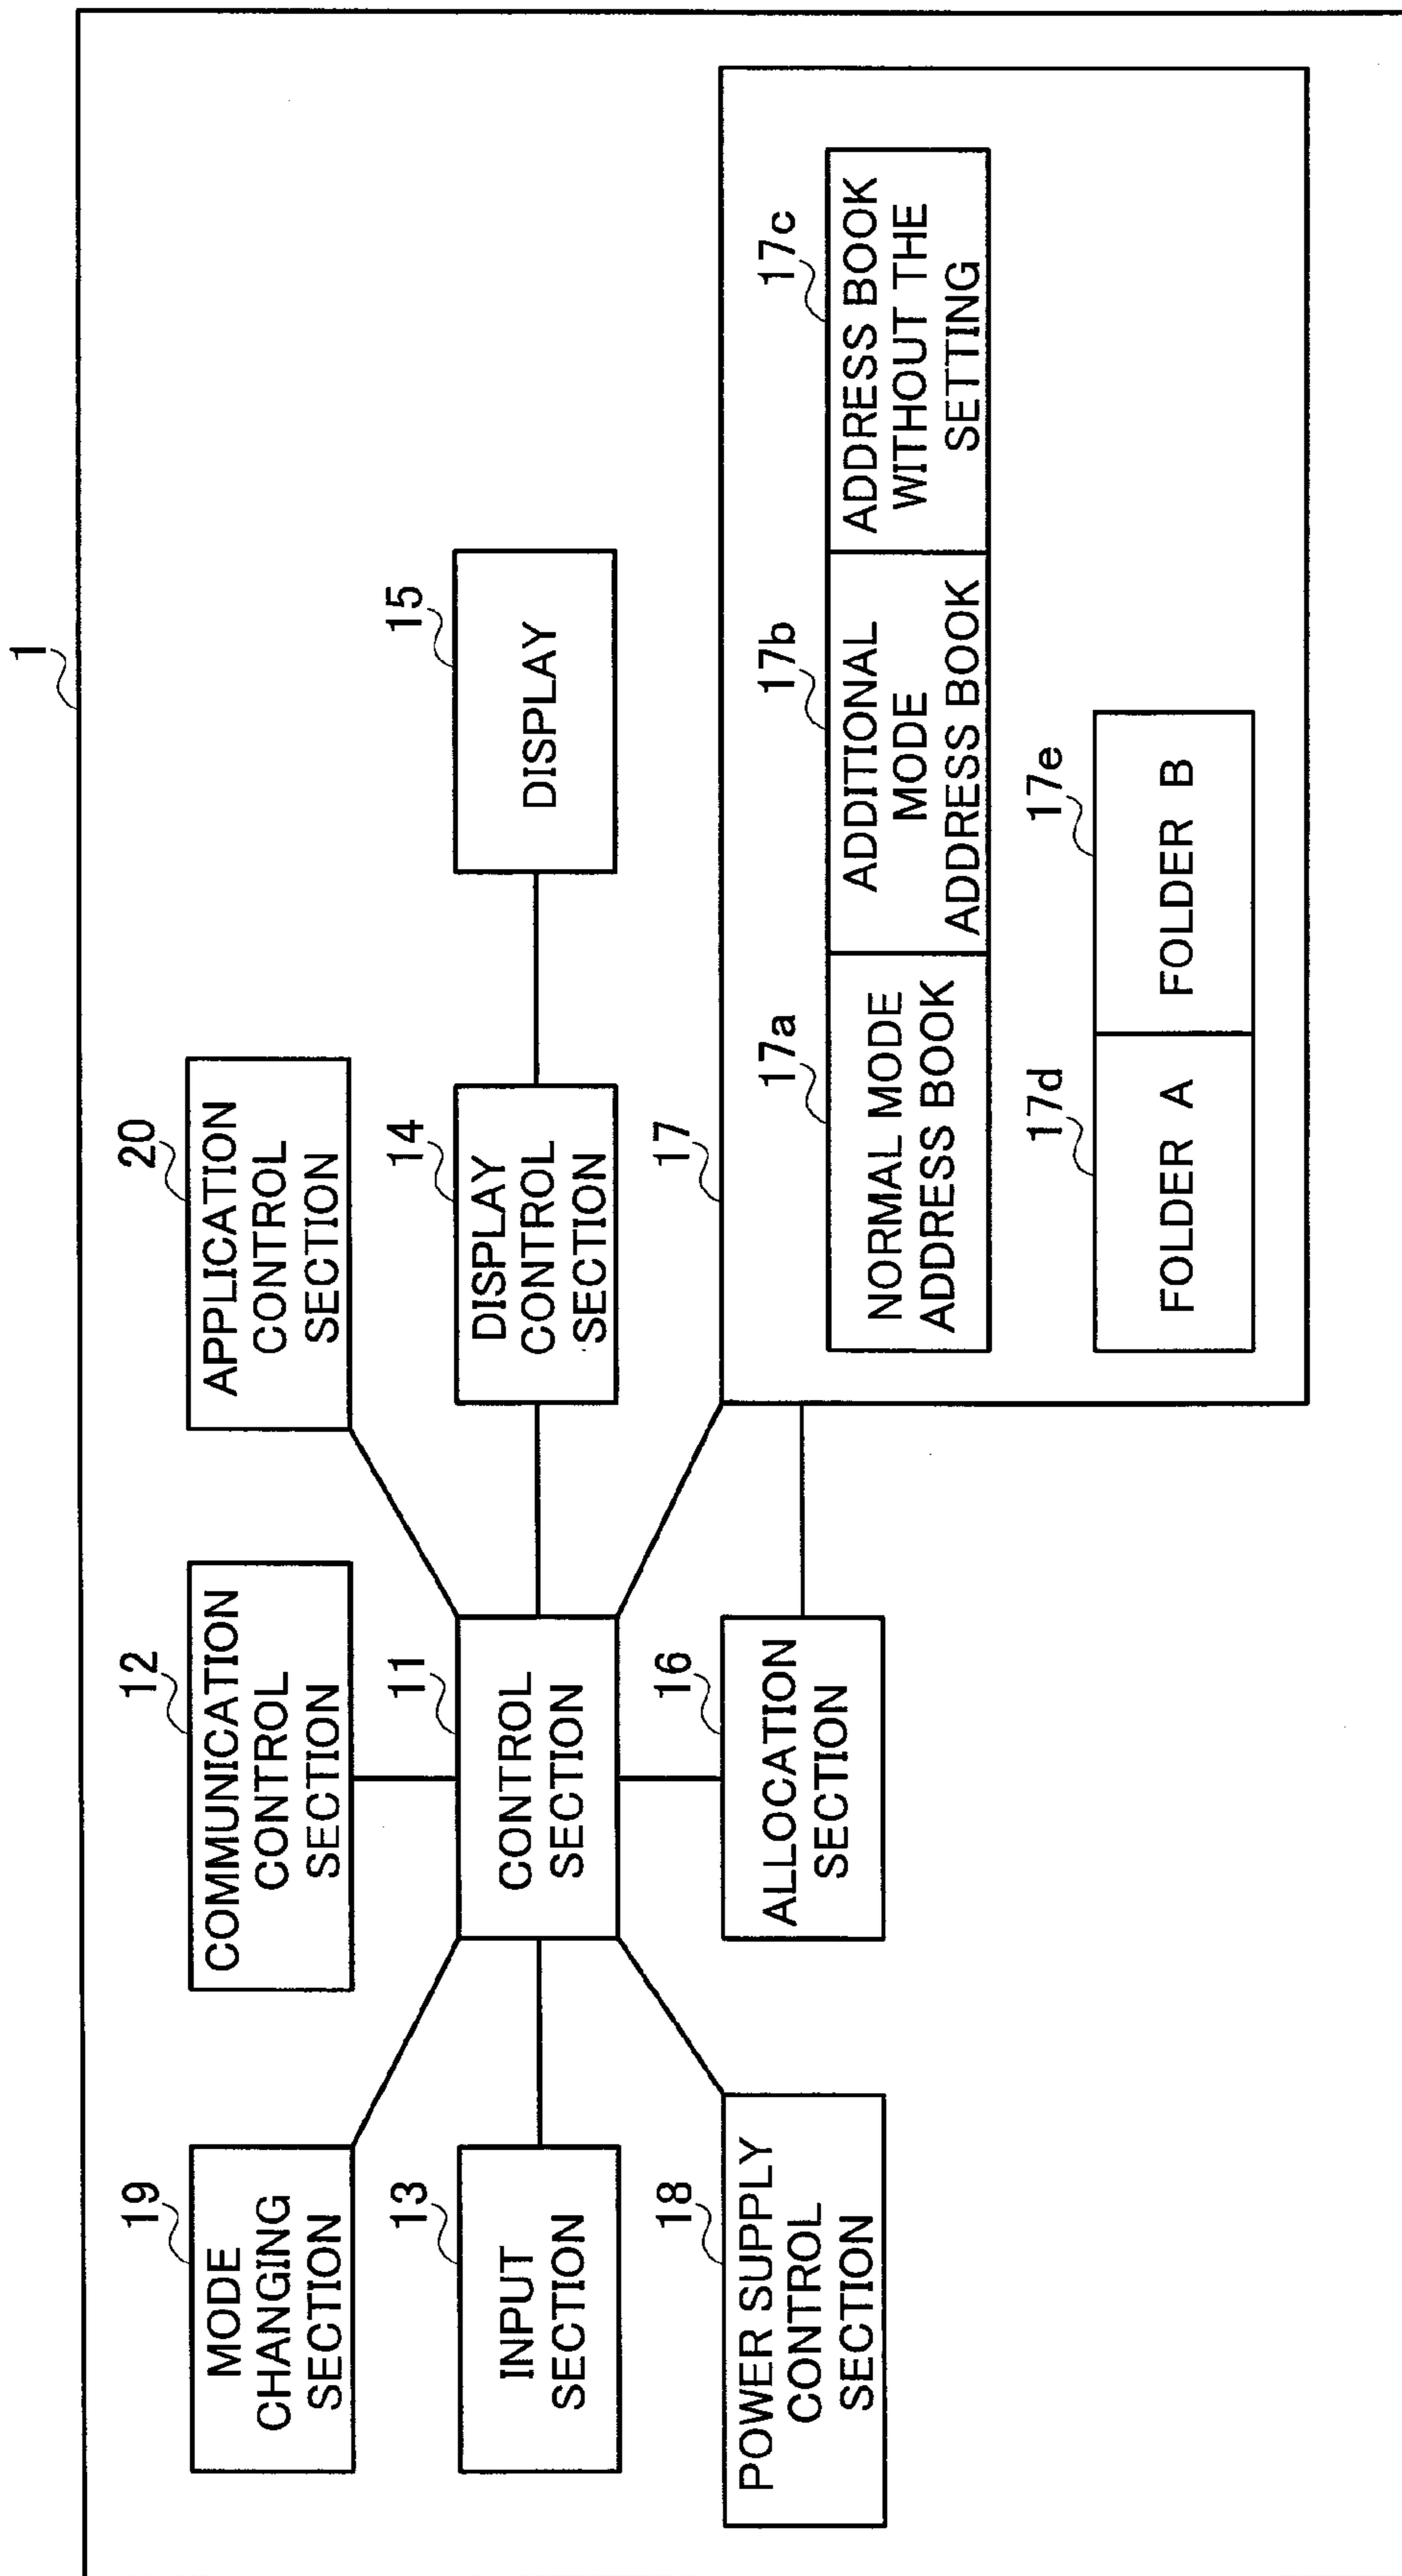 1
19
MODE
CHANGING
SECTION
12
COMMUNICATION
CONTROL
SECTION
20
APPLICATION
CONTROL
SECTION
13
INPUT
SECTION
11
CONTROL
SECTION
14
DISPLAY
CONTROL
SECTION
15
DISPLAY
18
POWER SUPPLY
CONTROL
SECTION
16
ALLOCATION
SECTION
17
17a
NORMAL MODE
ADDRESS BOOK
17b
ADDITIONAL
MODE
ADDRESS BOOK
17c
ADDRESS BOOK
WITHOUT THE
SETTING
17d
FOLDER A
17e
FOLDER B